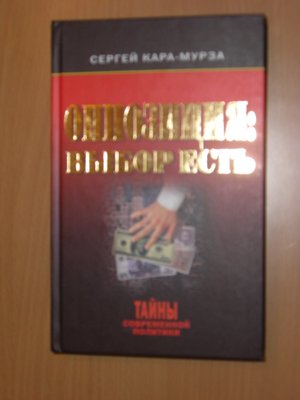 СЕРГЕЙ КАРА-МУРЗА
ОППОЗИЦИЯ:
ВЫБОР ЕСТЬ
ТАЙНЫ
СОВРЕМЕННОЙ
ПОЛИТИКИ